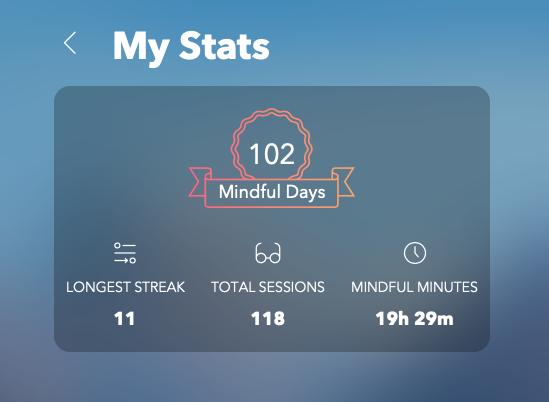 My Stats
102
Mindful Days
LONGEST STREAK TOTAL SESSIONS MINDFUL MINUTES
11 118 19h 29m